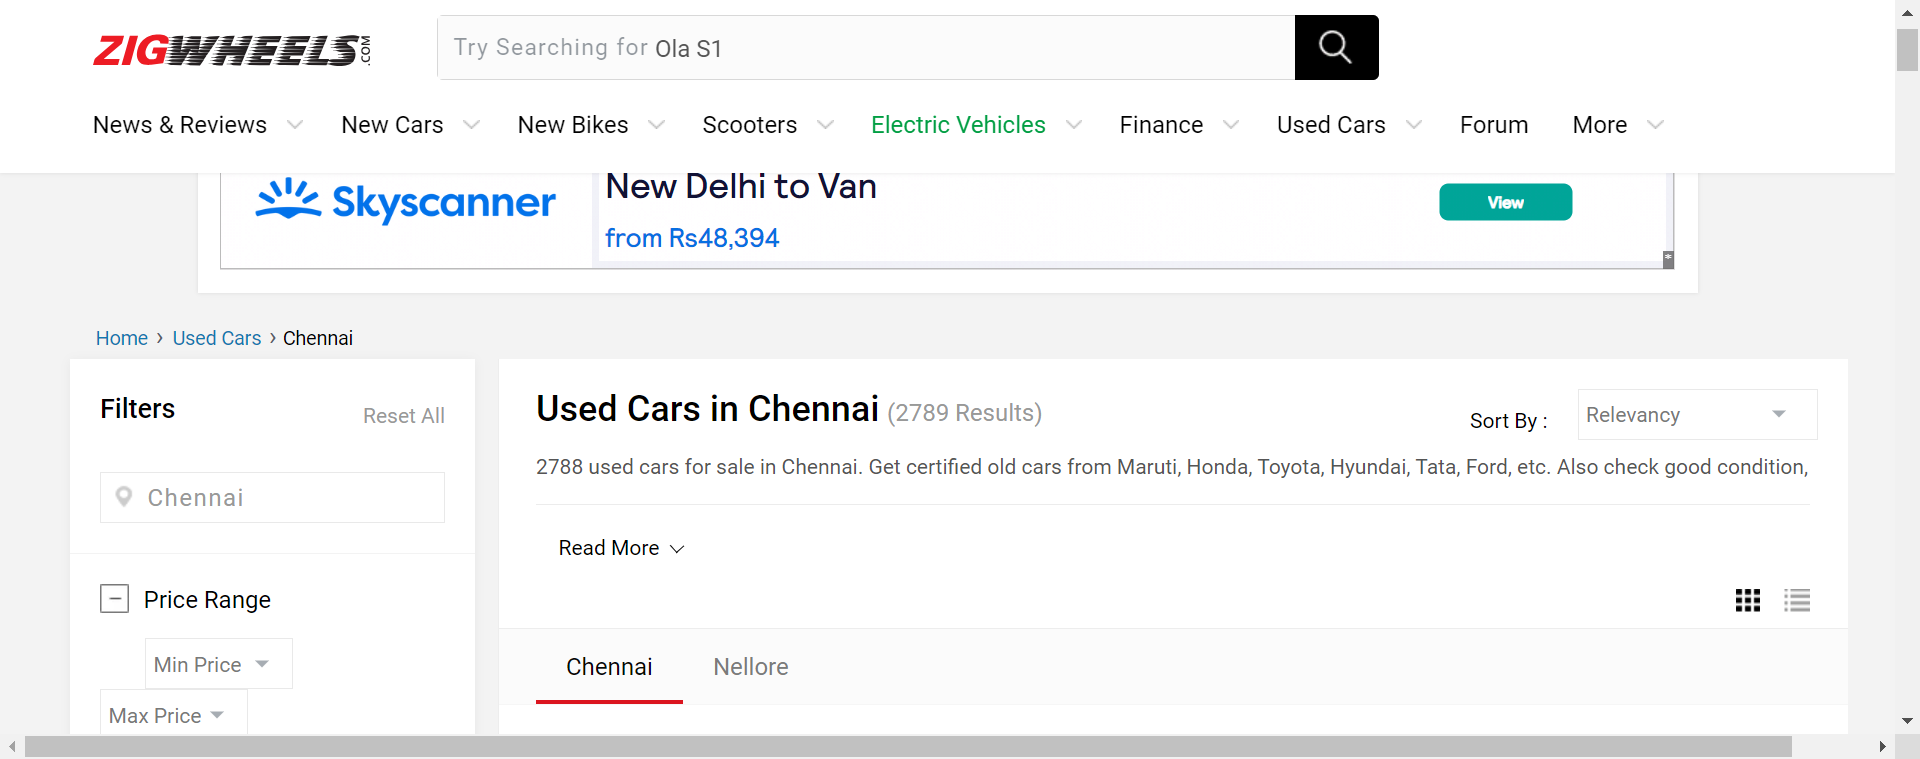 ZIGWHEELS.COM
Try Searching for Ola S1
News & Reviews New Cars New Bikes Scooters Electric Vehicles Finance Used Cars Forum More
Skyscanner
New Delhi to Van
from Rs48,394
View
*
Home › Used Cars › Chennai
Filters
Reset All
Chennai
Price Range
Min Price
Max Price
Used Cars in Chennai (2789 Results)
Sort By :
Relevancy
2788 used cars for sale in Chennai. Get certified old cars from Maruti, Honda, Toyota, Hyundai, Tata, Ford, etc. Also check good condition,
Read More
Chennai Nellore